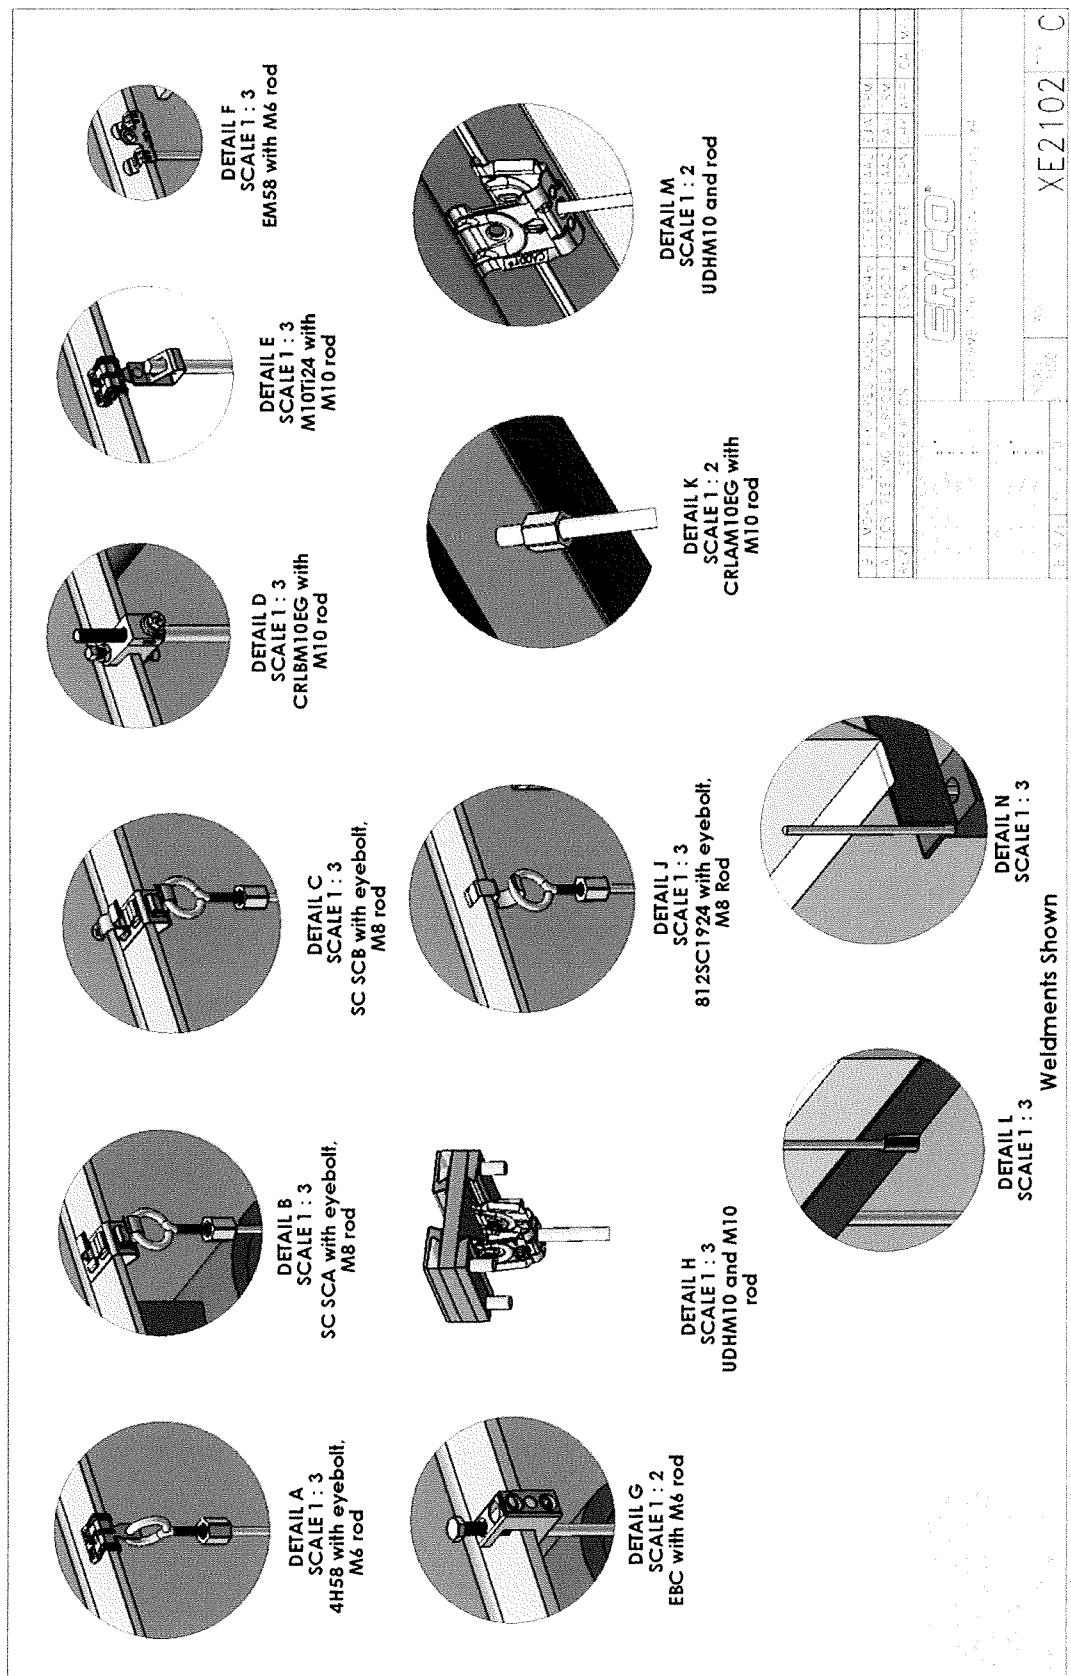 DETAIL A
SCALE 1 : 3
4H58 with eyebolt,
M6 rod
DETAIL B
SCALE 1 : 3
SC SCA with eyebolt,
M8 rod
DETAIL C
SCALE 1 : 3
SC SCB with eyebolt,
M8 rod
DETAIL D
SCALE 1 : 3
CRLBM10EG with
M10 rod
DETAIL E
SCALE 1 : 3
M10Ti24 with
M10 rod
DETAIL F
SCALE 1 : 3
EM58 with M6 rod
DETAIL G
SCALE 1 : 2
EBC with M6 rod
DETAIL H
SCALE 1 : 3
UDHM10 and M10
rod
DETAIL J
SCALE 1 : 3
812SC1924 with eyebolt,
M8 Rod
DETAIL K
SCALE 1 : 2
CRLAM10EG with
M10 rod
DETAIL M
SCALE 1 : 2
UDHM10 and rod
DETAIL L
SCALE 1 : 3
DETAIL N
SCALE 1 : 3
Weldments Shown
ERICO®
XE2102 C